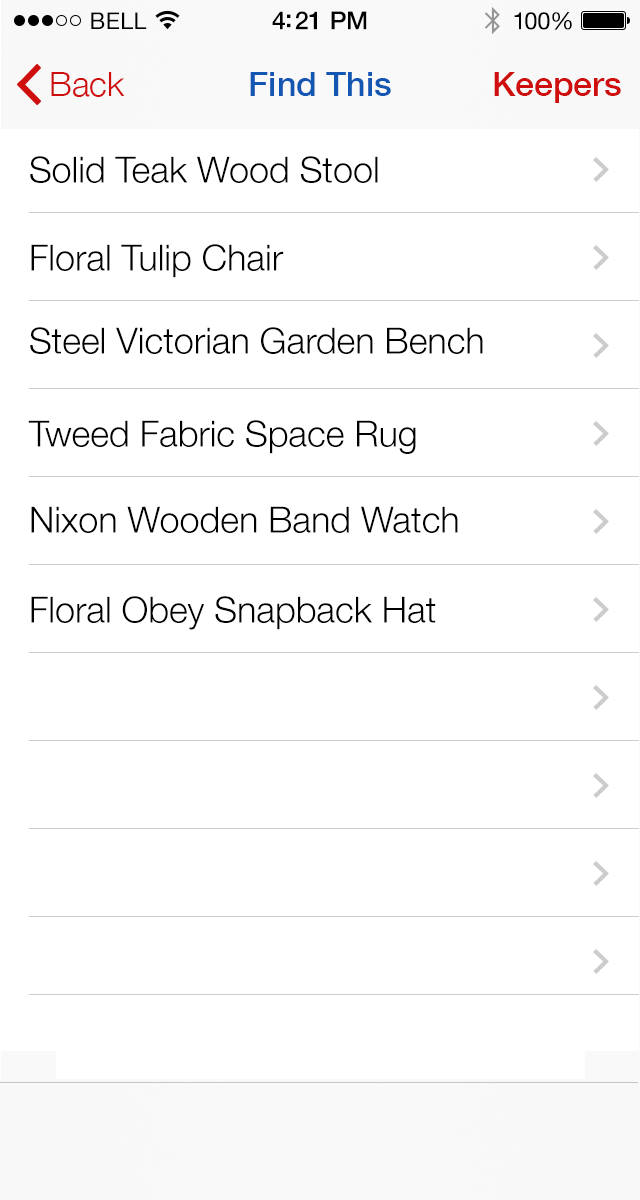 BELL 4:21 PM 100%
Back Find This Keepers
Solid Teak Wood Stool
Floral Tulip Chair
Steel Victorian Garden Bench
Tweed Fabric Space Rug
Nixon Wooden Band Watch
Floral Obey Snapback Hat